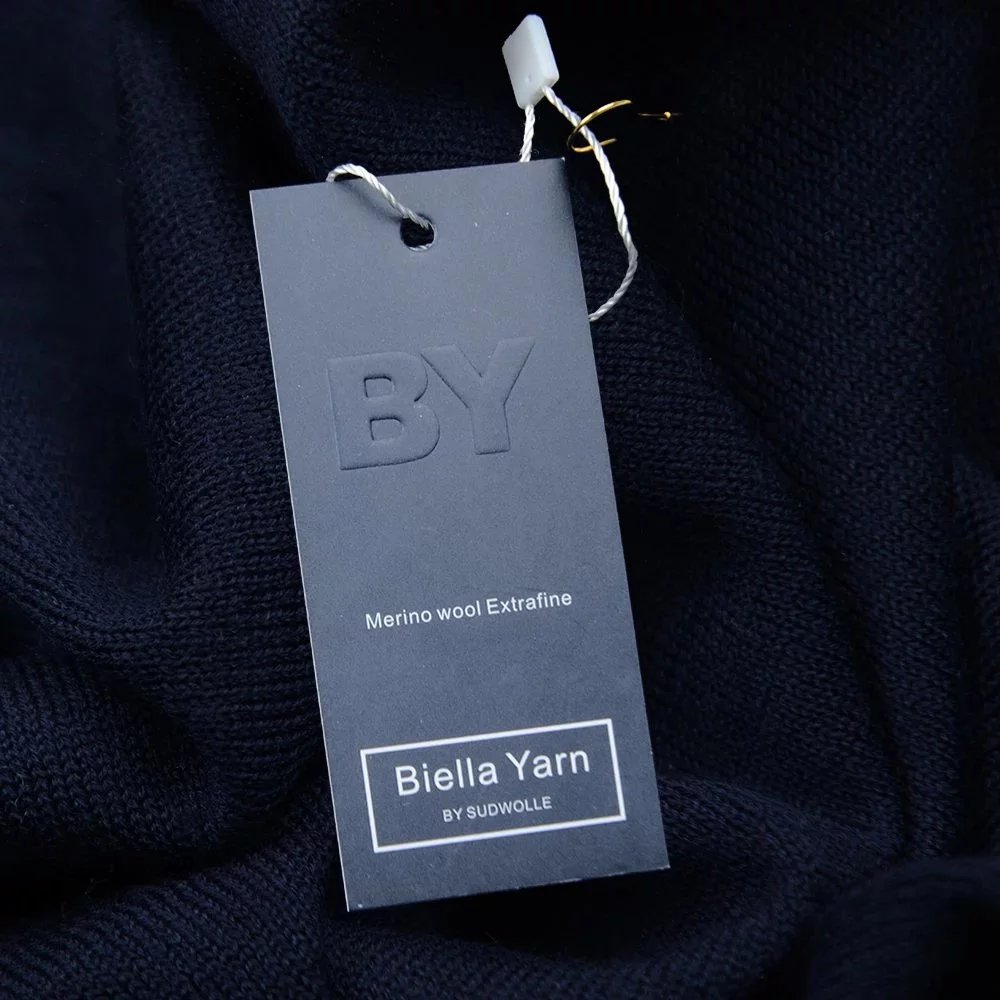 BY
Merino wool Extrafine
Biella Yarn
BY SUDWOLLE